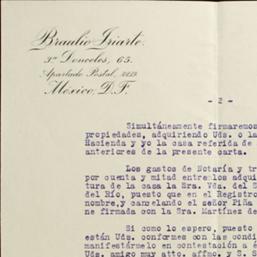 Braulio Iriarte.
3ª Donceles, 65.
Apartado Postal,
México, D. F.
- 2 -
Simultáneamente firmaremos
propiedades, adquiriendo Uds. o la
Hacienda y yo la casa referida de
anteriores de la presente carta.
Los gastos de Notaría y tr
por cuenta y mitad entre los adqui
tura de la casa la Sra. Vda. del S
del Río, puesto que en el Registro
nombre, y cancelando el señor Piña
ne firmada con la Sra. Martínez de
Si como lo espero, puesto
están Uds. conformes con las condi
manifestármelo en contestación a é
Uds. amigo muy atto. affmo. y S. S